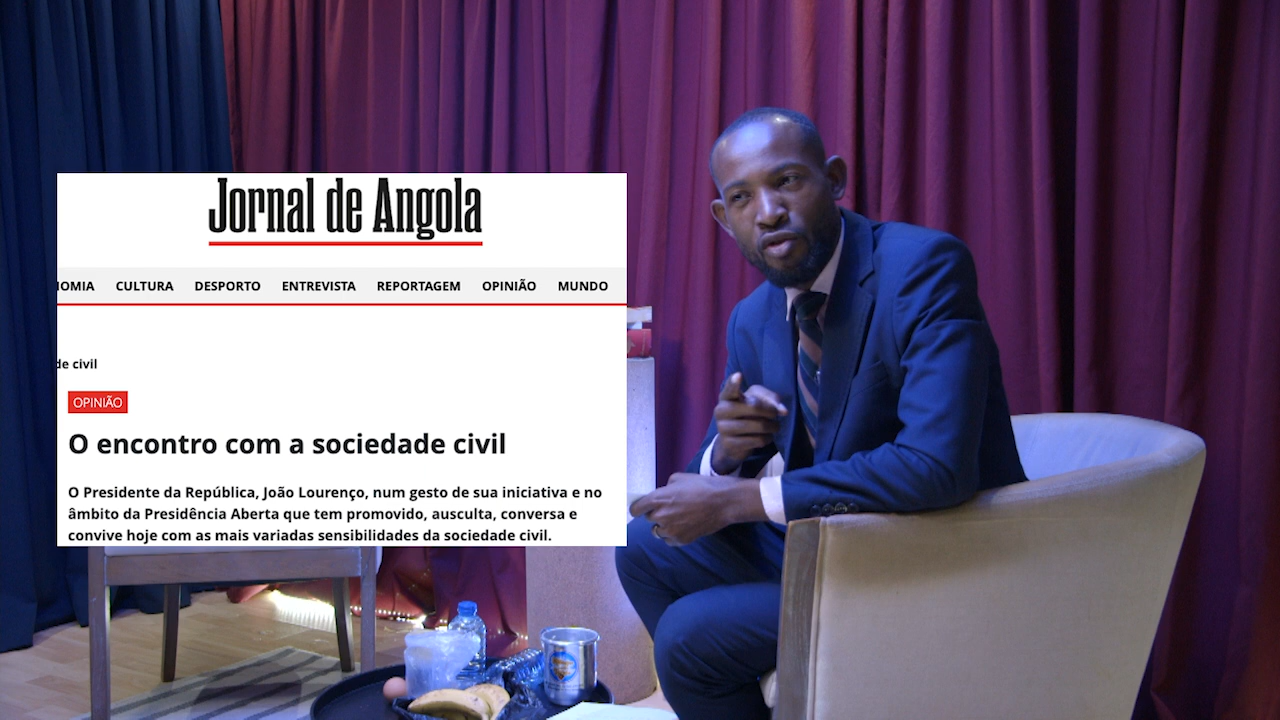 Jornal de Angola
NOMIA CULTURA DESPORTO ENTREVISTA REPORTAGEM OPINIÃO MUNDO
de civil
OPINIÃO
O encontro com a sociedade civil
O Presidente da República, João Lourenço, num gesto de sua iniciativa e no
âmbito da Presidência Aberta que tem promovido, ausculta, conversa e
convive hoje com as mais variadas sensibilidades da sociedade civil.